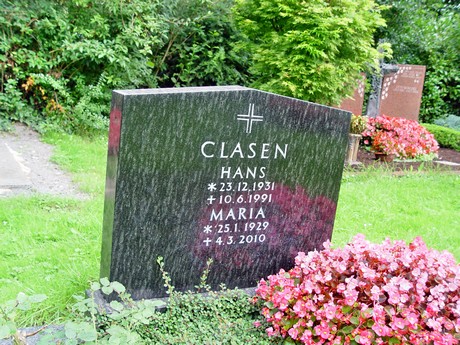 CLASEN
HANS
* 23.12.1931
+ 10.6.1991
MARIA
* 25.1.1929
+ 4.3.2010